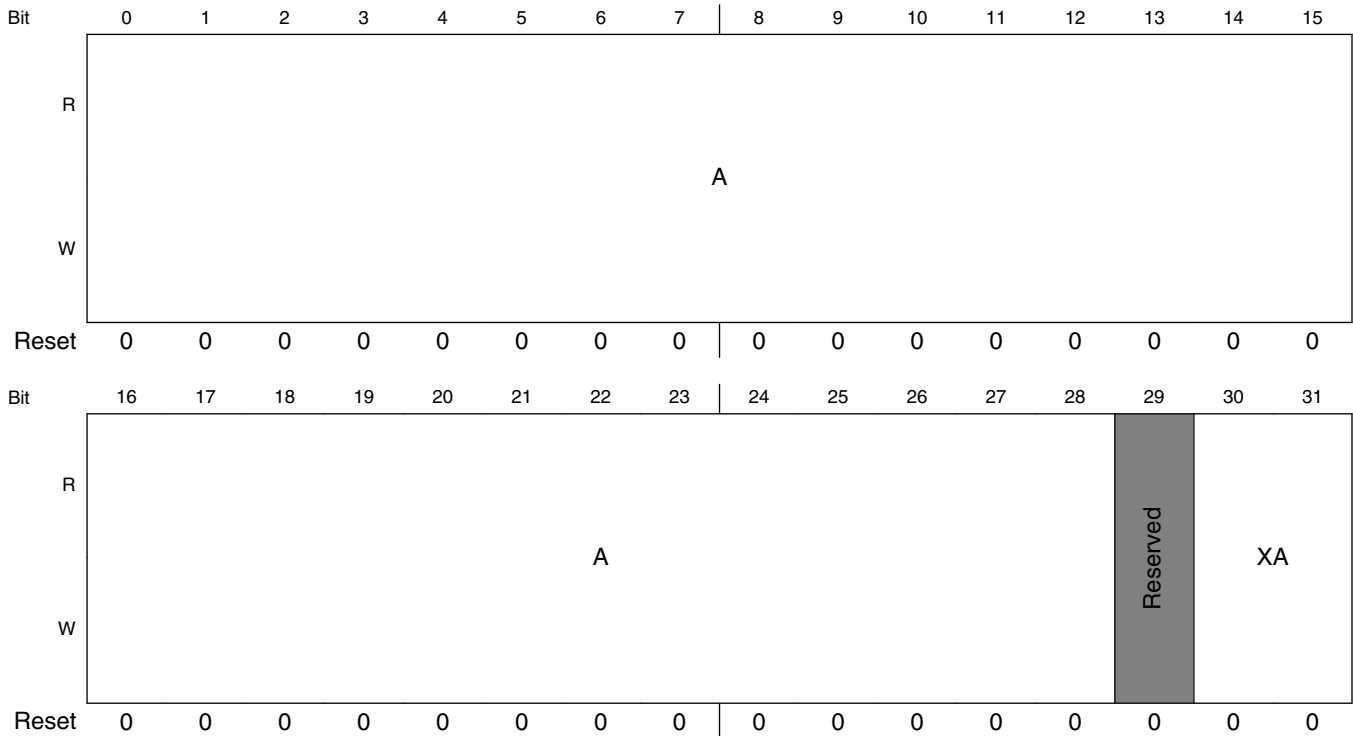 Bit 0 1 2 3 4 5 6 7 8 9 10 11 12 13 14 15
R
A
W
Reset 0 0 0 0 0 0 0 0 0 0 0 0 0 0 0 0
Bit 16 17 18 19 20 21 22 23 24 25 26 27 28 29 30 31
R
A Reserved XA
W
Reset 0 0 0 0 0 0 0 0 0 0 0 0 0 0 0 0